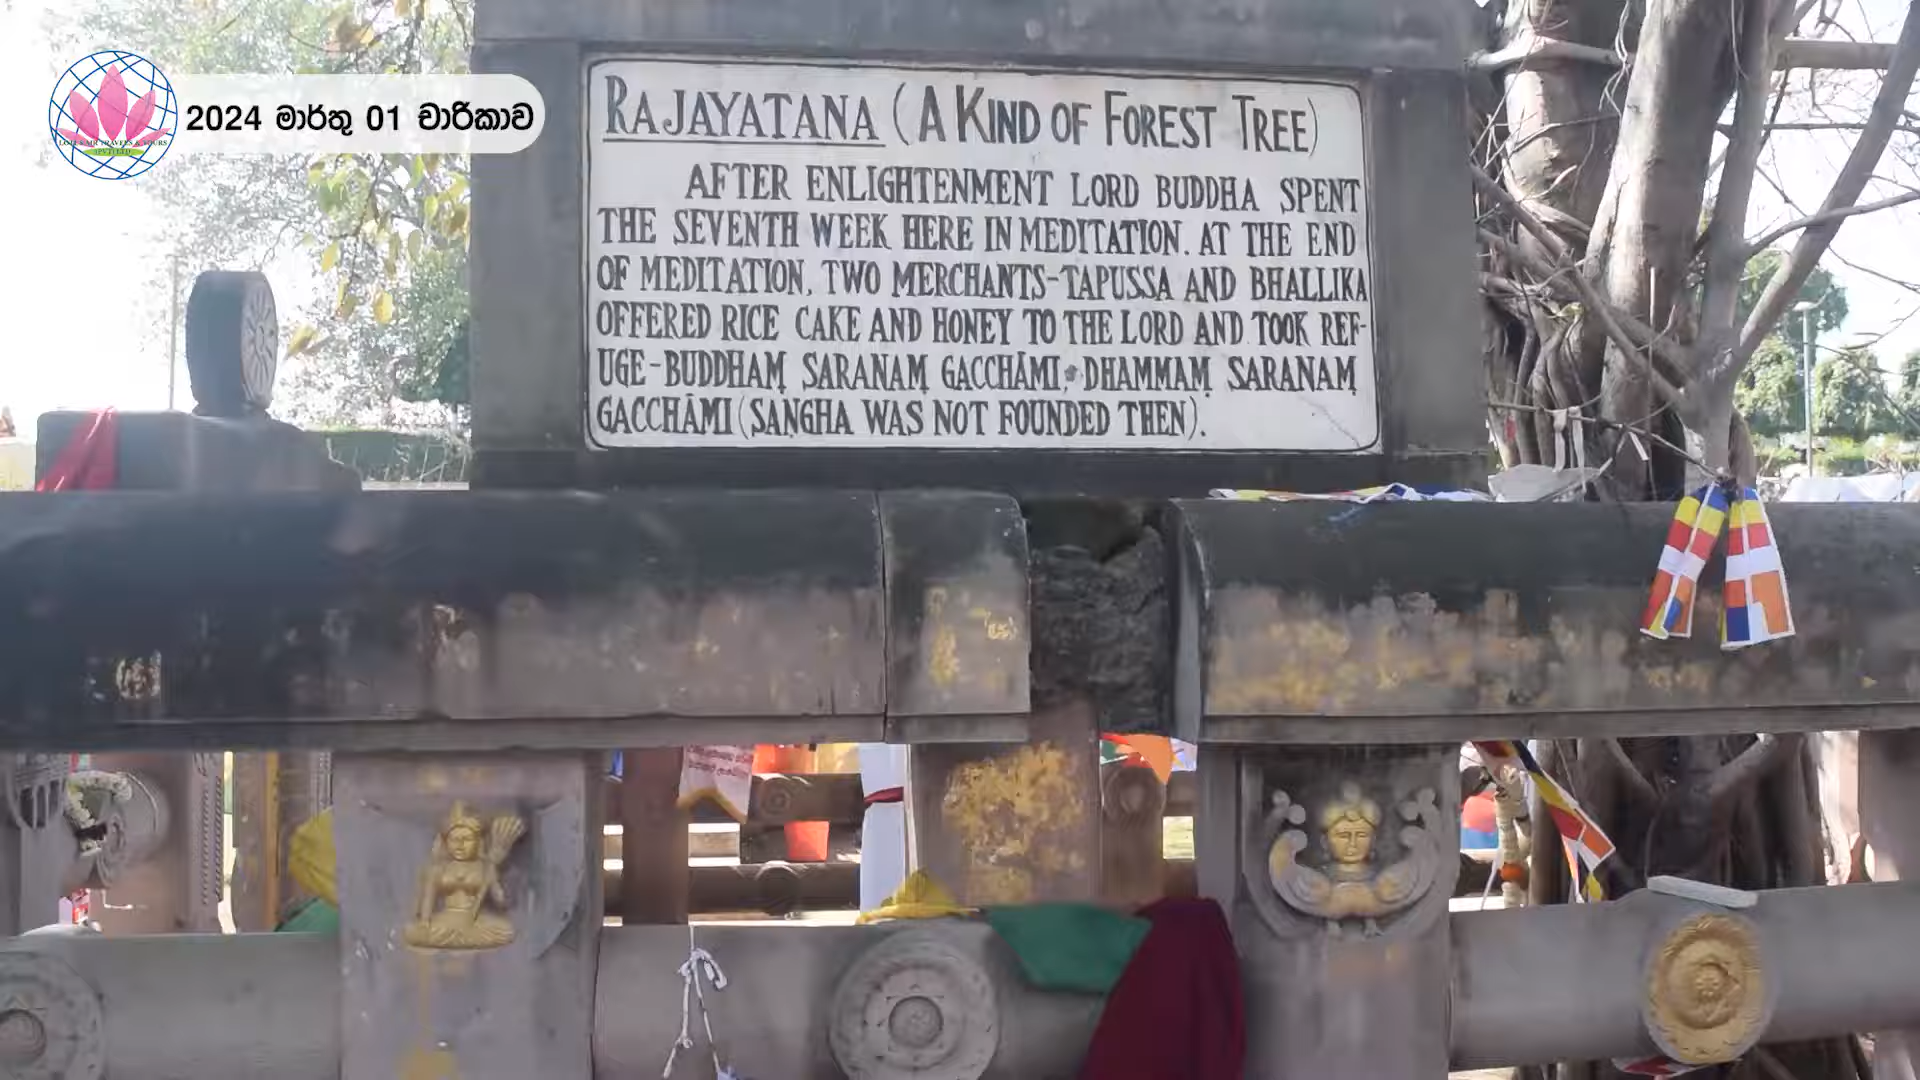 2024 මාර්තු 01 චාරිකාව
RAJAYATANA (A KIND OF FOREST TREE)
AFTER ENLIGHTENMENT LORD BUDDHA SPENT
THE SEVENTH WEEK HERE IN MEDITATION. AT THE END
OF MEDITATION, TWO MERCHANTS-TAPUSSA AND BHALLIKA
OFFERED RICE CAKE AND HONEY TO THE LORD AND TOOK REF-
UGE-BUDDHAṂ SARANAṂ GACCHĀMI, DHAMMAṂ SARANAṂ
GACCHĀMI (SAṆGHA WAS NOT FOUNDED THEN).